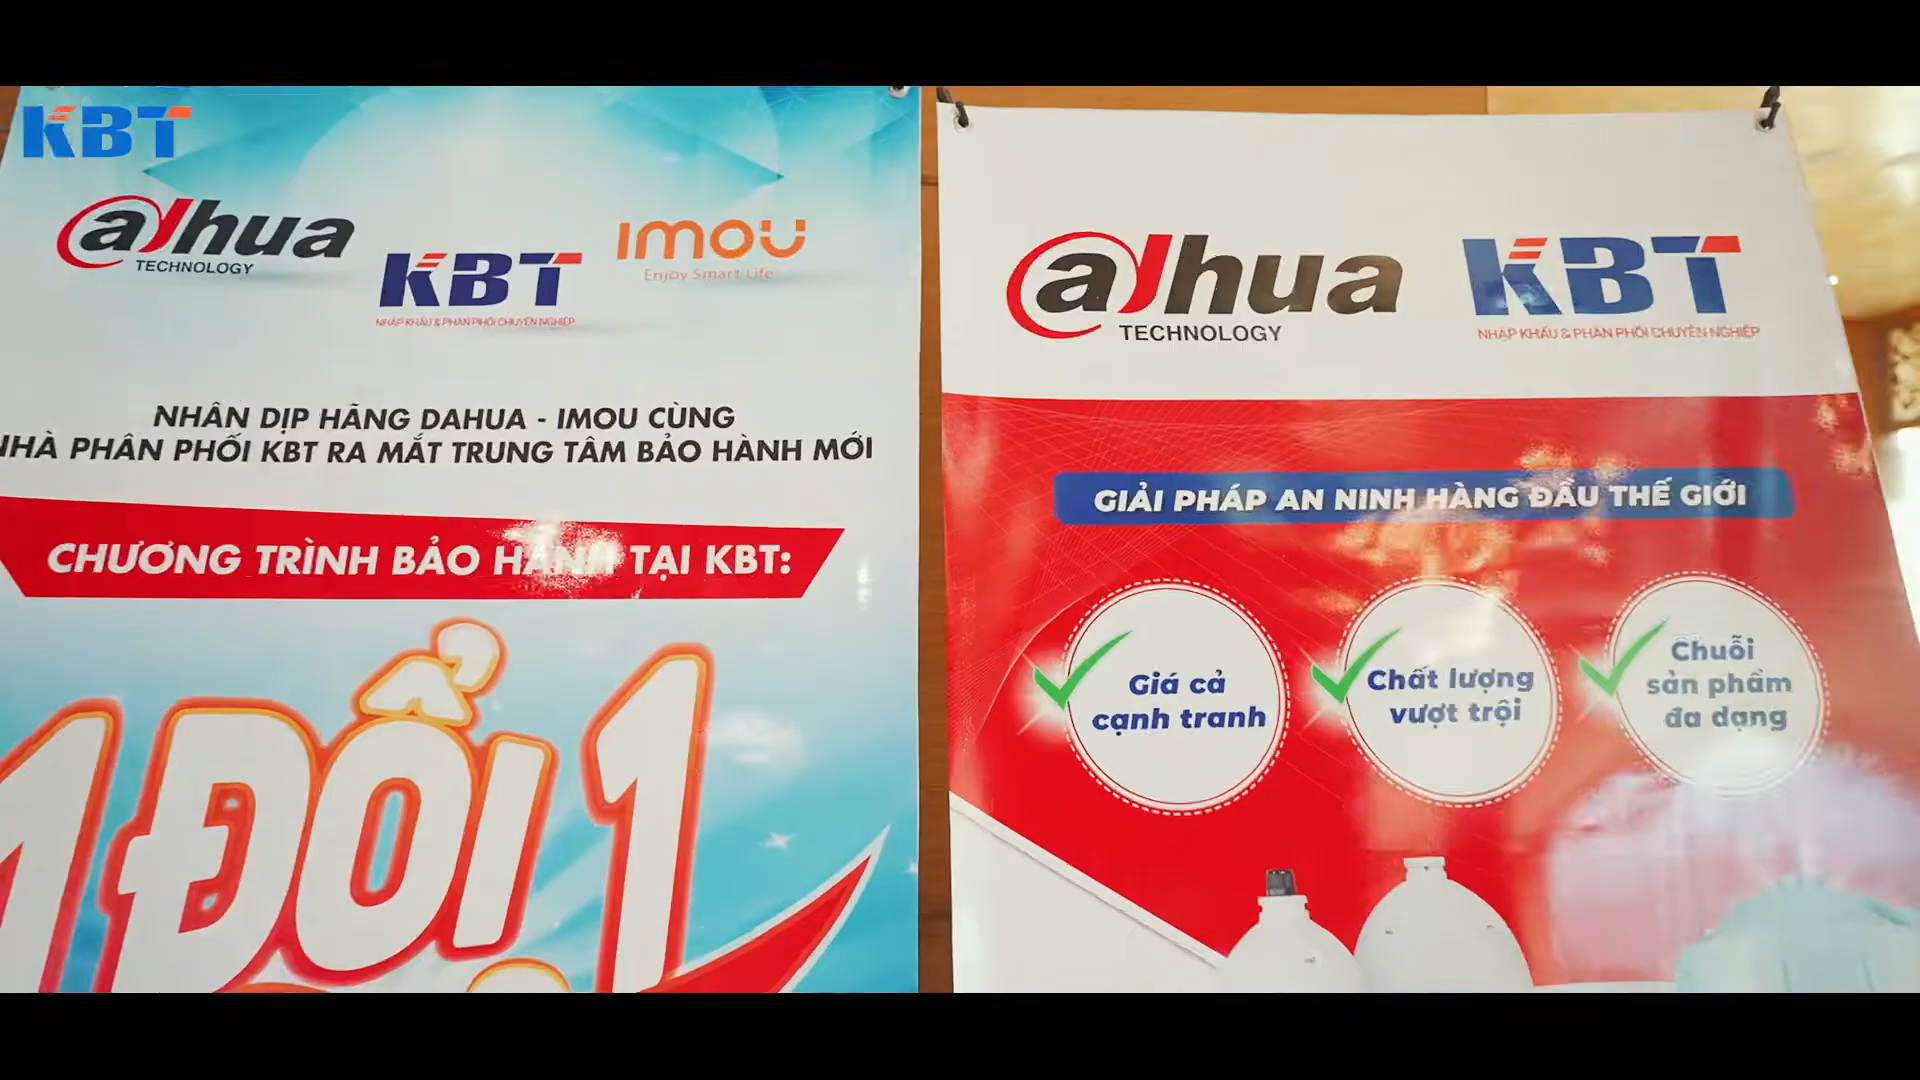 KBT
alhua
TECHNOLOGY
KBT
NHẬP KHẨU & PHÂN PHỐI CHUYÊN NGHIỆP
imou
Enjoy Smart Life
NHÂN DỊP HÃNG DAHUA - IMOU CÙNG
NHÀ PHÂN PHỐI KBT RA MẮT TRUNG TÂM BẢO HÀNH MỚI
CHƯƠNG TRÌNH BẢO HÀNH TẠI KBT:
1 ĐỔI 1
alhua
TECHNOLOGY
KBT
NHẬP KHẨU & PHÂN PHỐI CHUYÊN NGHIỆP
GIẢI PHÁP AN NINH HÀNG ĐẦU THẾ GIỚI
Giá cả
cạnh tranh
Chất lượng
vượt trội
Chuỗi
sản phẩm
đa dạng